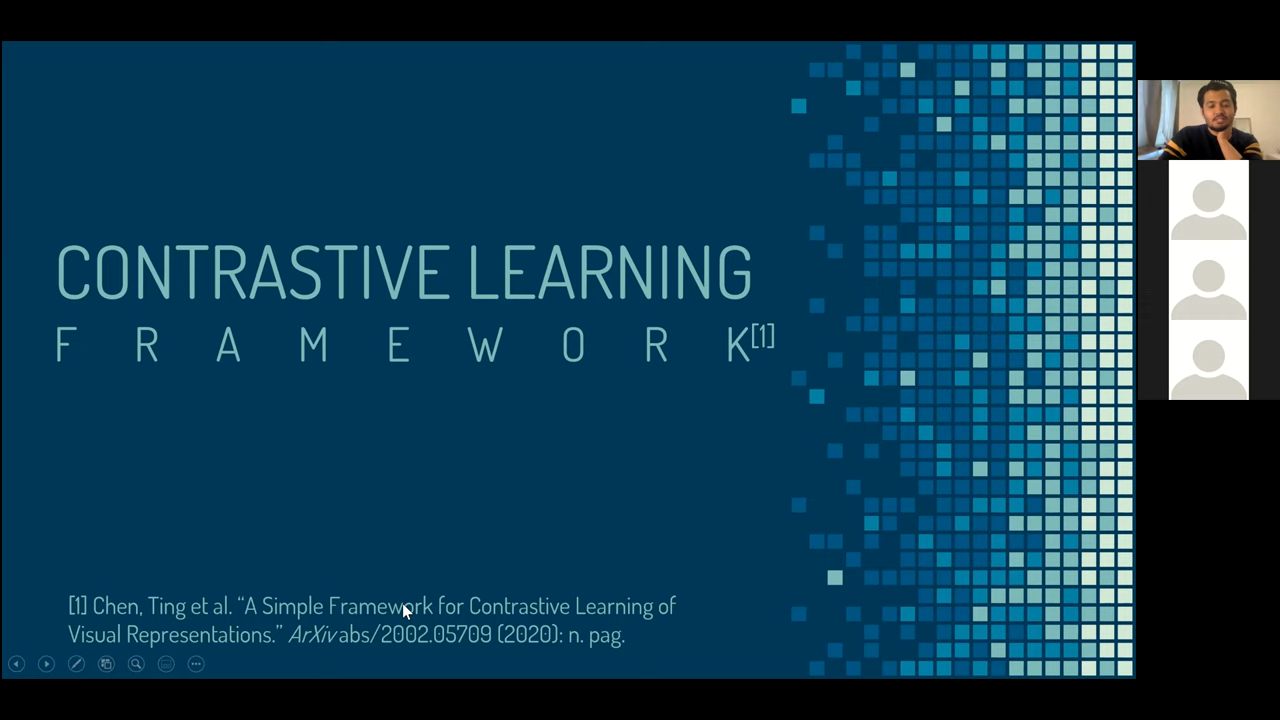 CONTRASTIVE LEARNING
FRAMEWORK[1]
[1] Chen, Ting et al. “A Simple Framework for Contrastive Learning of
Visual Representations.” ArXiv abs/2002.05709 (2020): n. pag.